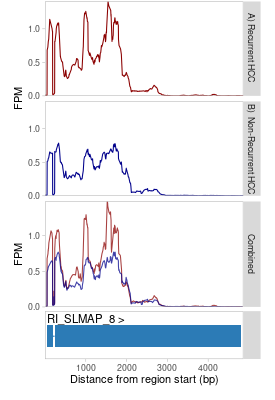 1.0
0.5
0.0
A) Recurrent HCC
FPM
1.0
0.5
0.0
B) Non-Recurrent HCC
1.0
0.5
0.0
FPM
Combined
RI_SLMAP_8 >
1000 2000 3000 4000
Distance from region start (bp)